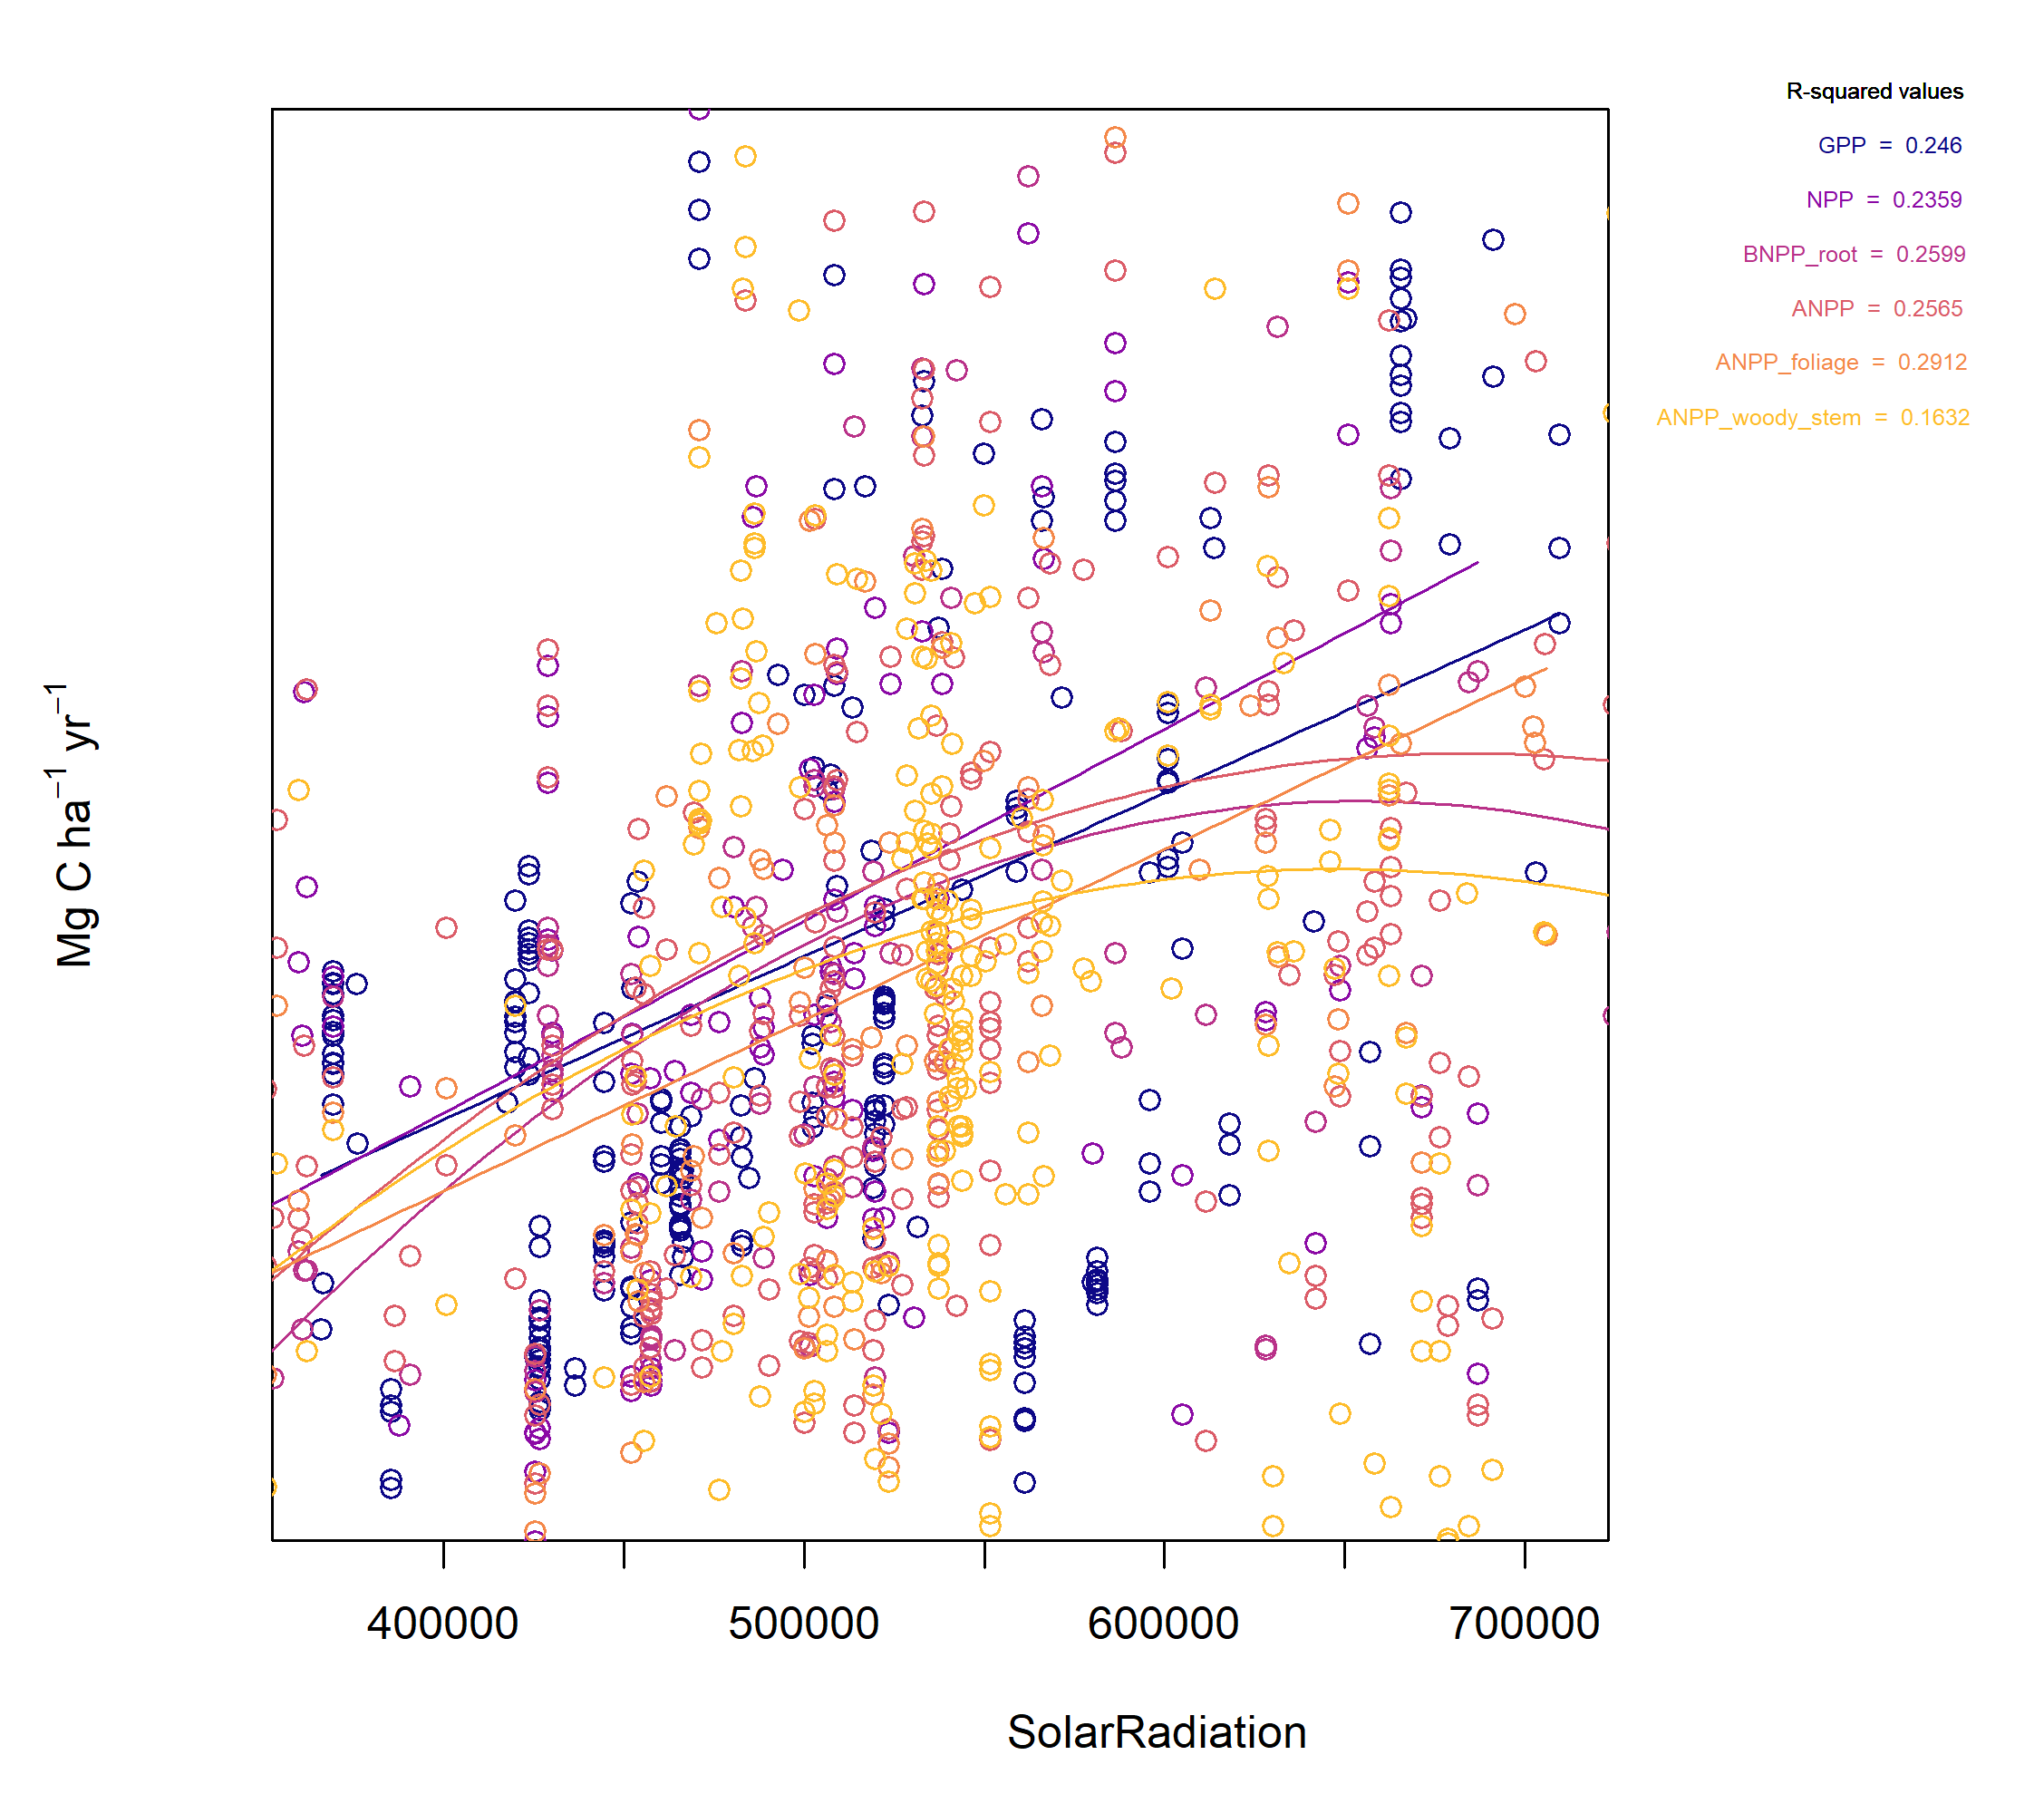 R-squared values
GPP = 0.246
NPP = 0.2359
BNPP_root = 0.2599
ANPP = 0.2565
ANPP_foliage = 0.2912
ANPP_woody_stem = 0.1632
Mg C ha⁻¹ yr⁻¹
400000 500000 600000 700000
SolarRadiation